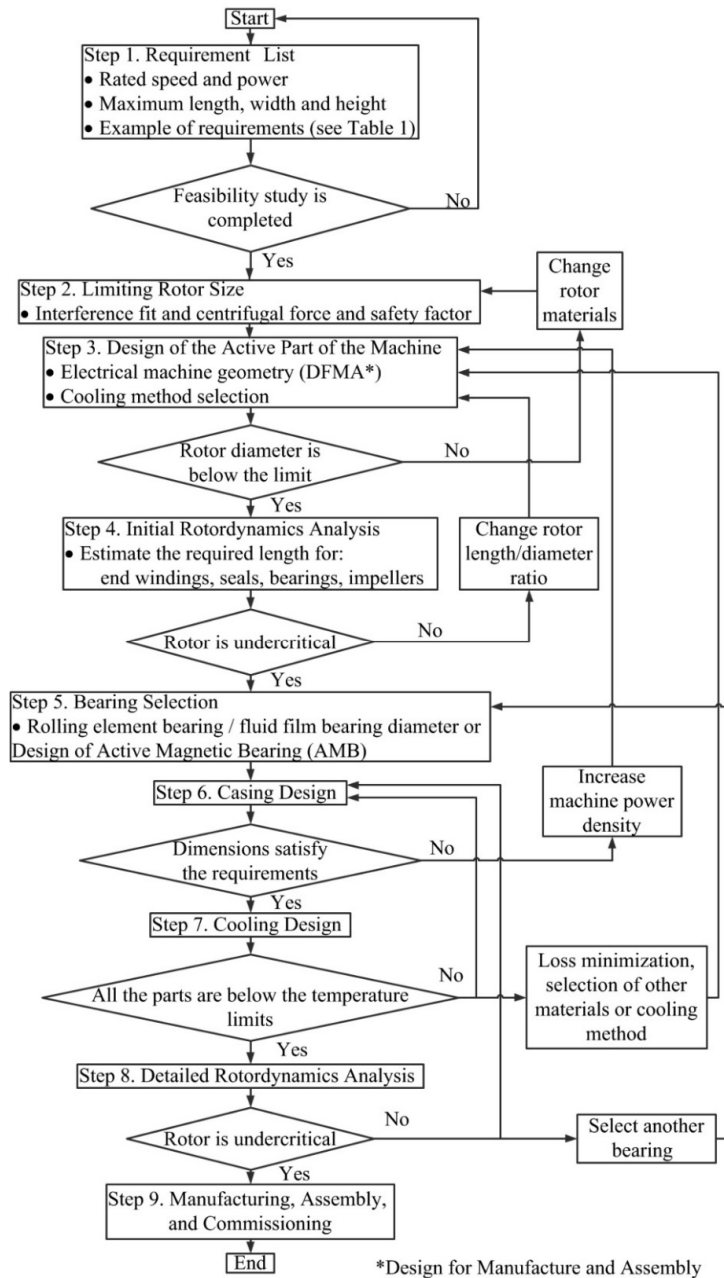 Start
Step 1. Requirement List
• Rated speed and power
• Maximum length, width and height
• Example of requirements (see Table 1)
Feasibility study is
completed
No
Yes
Step 2. Limiting Rotor Size
• Interference fit and centrifugal force and safety factor
Change
rotor
materials
Step 3. Design of the Active Part of the Machine
• Electrical machine geometry (DFMA*)
• Cooling method selection
Rotor diameter is
below the limit
No
Yes
Step 4. Initial Rotordynamics Analysis
• Estimate the required length for:
end windings, seals, bearings, impellers
Change rotor
length/diameter
ratio
Rotor is undercritical
No
Yes
Step 5. Bearing Selection
• Rolling element bearing / fluid film bearing diameter or
Design of Active Magnetic Bearing (AMB)
Step 6. Casing Design
Increase
machine power
density
Dimensions satisfy
the requirements
No
Yes
Step 7. Cooling Design
All the parts are below the temperature
limits
No
Loss minimization,
selection of other
materials or cooling
method
Yes
Step 8. Detailed Rotordynamics Analysis
Rotor is undercritical
No
Select another
bearing
Yes
Step 9. Manufacturing, Assembly,
and Commissioning
End
*Design for Manufacture and Assembly